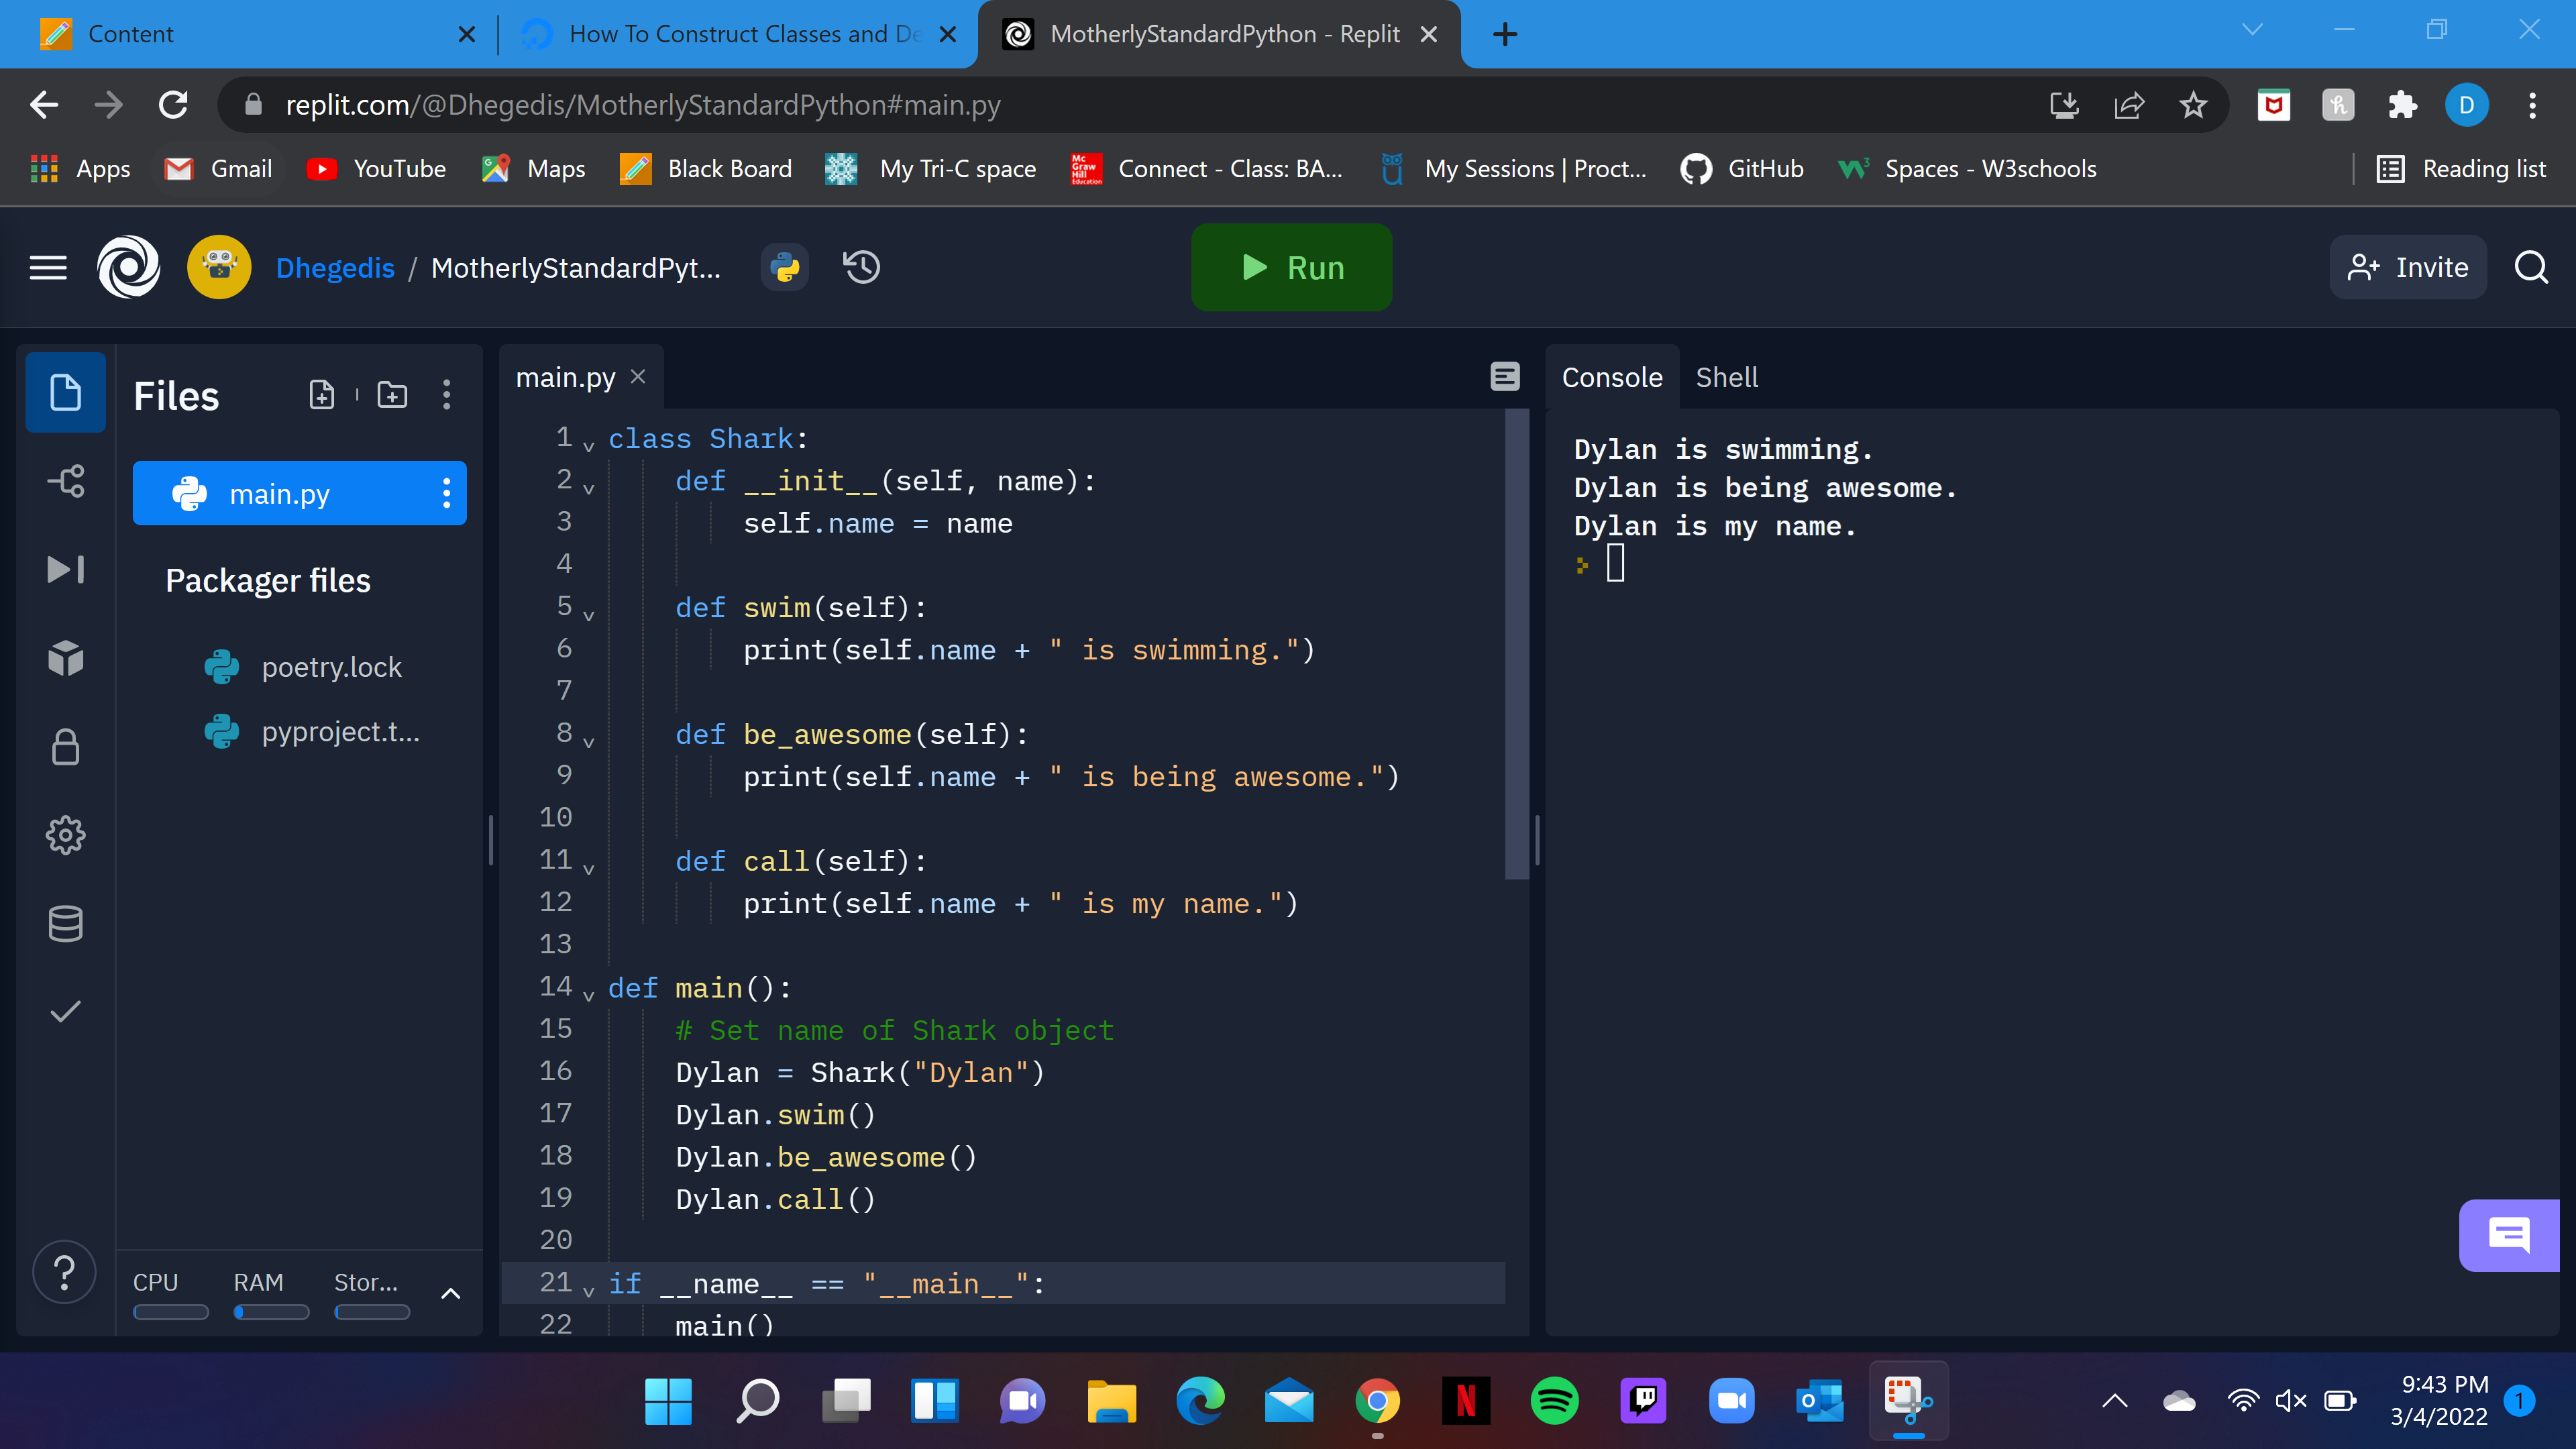 Content
How To Construct Classes and De
MotherlyStandardPython - Replit
replit.com/@Dhegedis/MotherlyStandardPython#main.py
D
Apps
Gmail
YouTube
Maps
Black Board
My Tri-C space
Mc Graw Hill Education
Connect - Class: BA...
My Sessions | Proct...
GitHub
Spaces - W3schools
Reading list
Dhegedis / MotherlyStandardPyt...
Run
Invite
Files
main.py
Packager files
poetry.lock
pyproject.t...
CPU
RAM
Stor...
main.py
1 class Shark:
2 def __init__(self, name):
3 self.name = name
4
5 def swim(self):
6 print(self.name + " is swimming.")
7
8 def be_awesome(self):
9 print(self.name + " is being awesome.")
10
11 def call(self):
12 print(self.name + " is my name.")
13
14 def main():
15 # Set name of Shark object
16 Dylan = Shark("Dylan")
17 Dylan.swim()
18 Dylan.be_awesome()
19 Dylan.call()
20
21 if __name__ == "__main__":
22 main()
Console
Shell
Dylan is swimming.
Dylan is being awesome.
Dylan is my name.
9:43 PM
3/4/2022
1